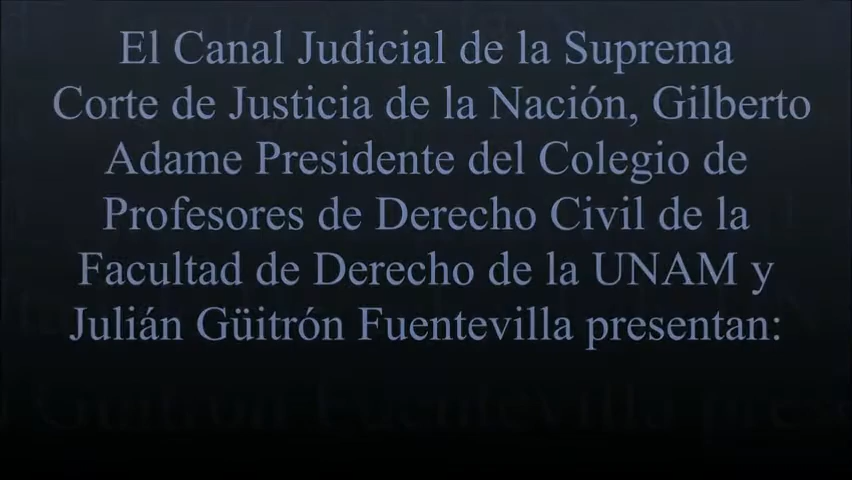 El Canal Judicial de la Suprema
Corte de Justicia de la Nación, Gilberto
Adame Presidente del Colegio de
Profesores de Derecho Civil de la
Facultad de Derecho de la UNAM y
Julián Güitrón Fuentevilla presentan: